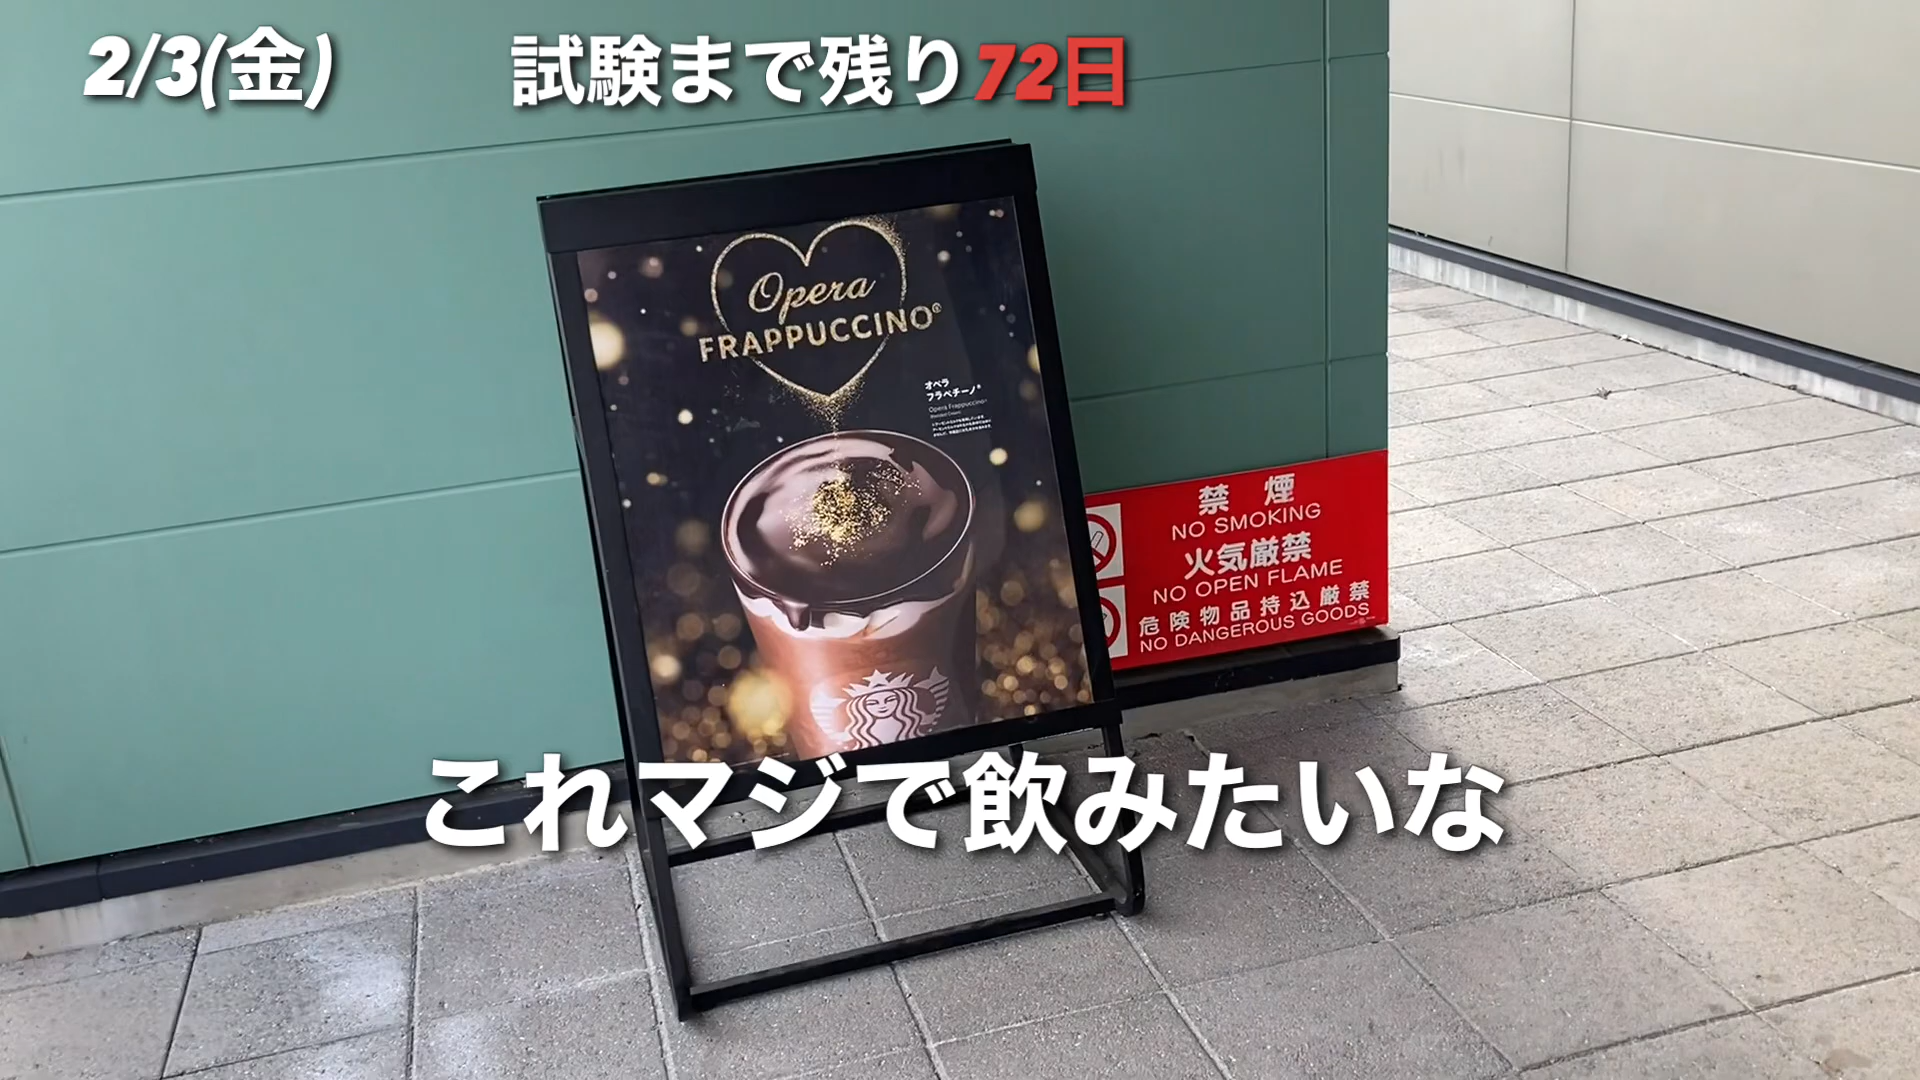 2/3(金)
試験まで残り72日
Opera
FRAPPUCCINO®
オペラ
フラペチーノ®
Opera Frappuccino®
禁煙
NO SMOKING
火気厳禁
NO OPEN FLAME
危険物品持込厳禁
NO DANGEROUS GOODS
これマジで飲みたいな